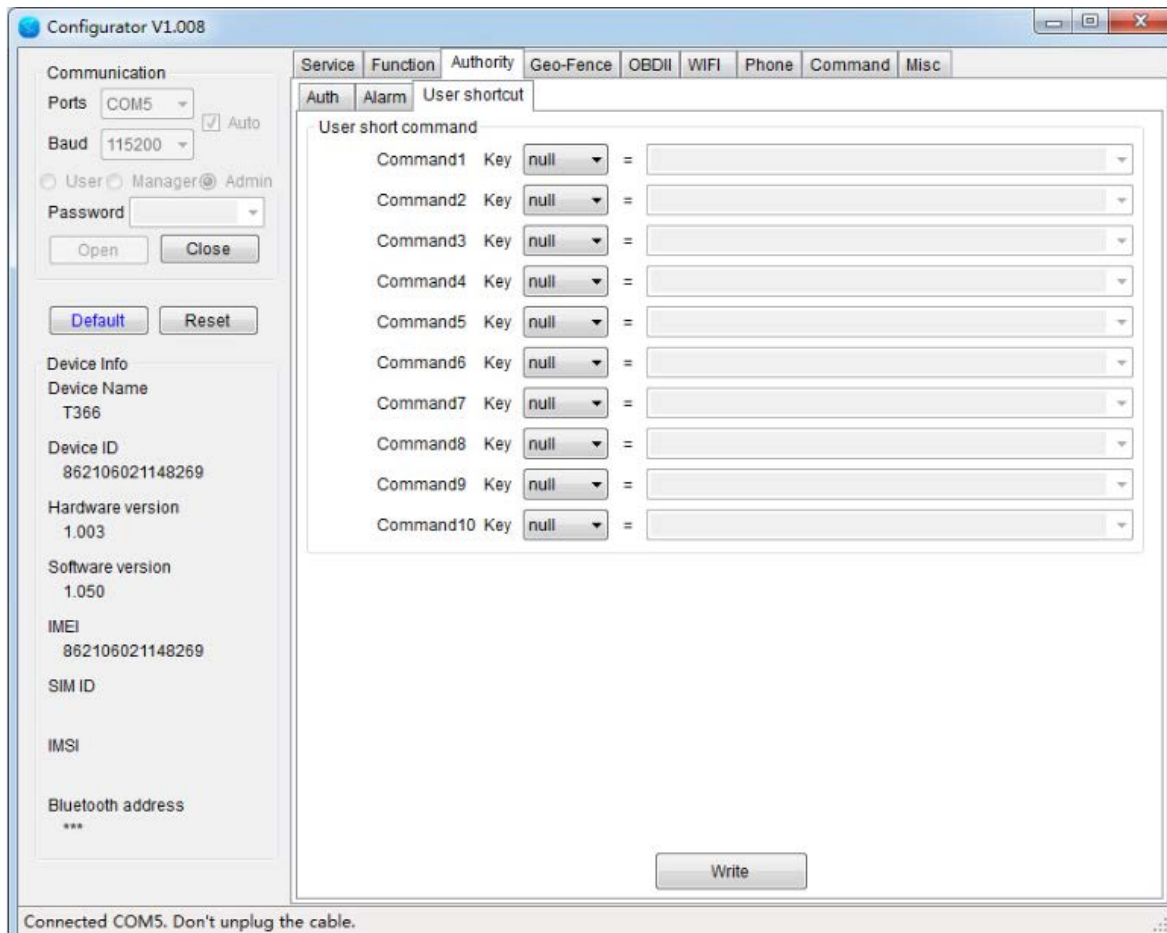 Configurator V1.008
Communication
Ports COM5
Auto
Baud 115200
User Manager Admin
Password
Open Close
Default Reset
Device Info
Device Name
T366
Device ID
862106021148269
Hardware version
1.003
Software version
1.050
IMEI
862106021148269
SIM ID
IMSI
Bluetooth address
***
Service Function Authority Geo-Fence OBDII WIFI Phone Command Misc
Auth Alarm User shortcut
User short command
Command1 Key null =
Command2 Key null =
Command3 Key null =
Command4 Key null =
Command5 Key null =
Command6 Key null =
Command7 Key null =
Command8 Key null =
Command9 Key null =
Command10 Key null =
Write
Connected COM5. Don't unplug the cable.